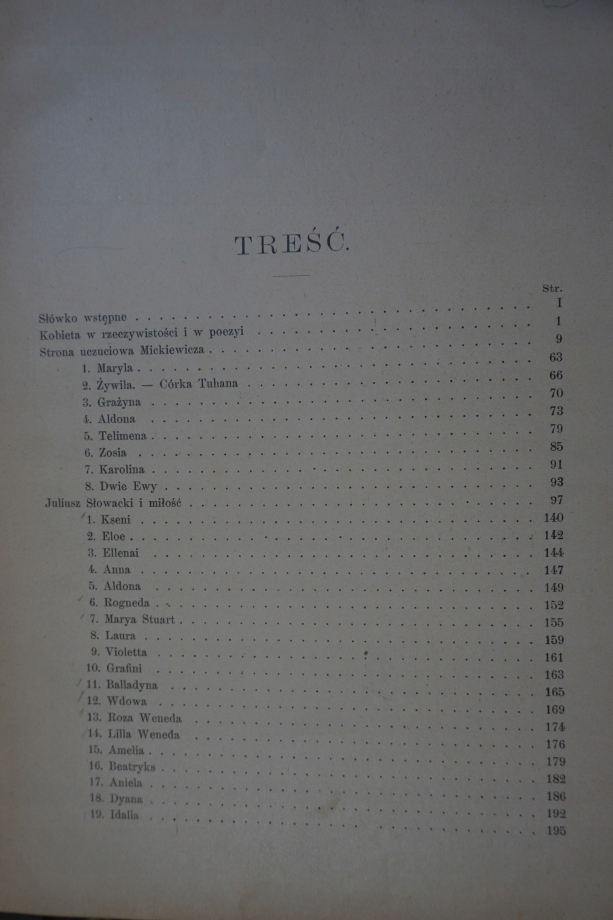 TREŚĆ.
Str.
Słówko wstępne . . . . . . . . . . . . . . . . . . . . . . . I
Kobieta w rzeczywistości i w poezyi . . . . . . . . . . . . . . . . 1
Strona uczuciowa Mickiewicza . . . . . . . . . . . . . . . . . . . 9
1. Maryla . . . . . . . . . . . . . . . . . . . . . . . 63
2. Żywila. — Córka Tuhana . . . . . . . . . . . . . . . . . 66
3. Grażyna . . . . . . . . . . . . . . . . . . . . . . . 70
4. Aldona . . . . . . . . . . . . . . . . . . . . . . . 73
5. Telimena . . . . . . . . . . . . . . . . . . . . . . . 79
6. Zosia . . . . . . . . . . . . . . . . . . . . . . . 85
7. Karolina . . . . . . . . . . . . . . . . . . . . . . . 91
8. Dwie Ewy . . . . . . . . . . . . . . . . . . . . . . . 93
Juliusz Słowacki i miłość . . . . . . . . . . . . . . . . . . . . 97
1. Kseni . . . . . . . . . . . . . . . . . . . . . . . 140
2. Eloe . . . . . . . . . . . . . . . . . . . . . . . 142
3. Ellenai . . . . . . . . . . . . . . . . . . . . . . . 144
4. Anna . . . . . . . . . . . . . . . . . . . . . . . 147
5. Aldona . . . . . . . . . . . . . . . . . . . . . . . 149
6. Rogneda . . . . . . . . . . . . . . . . . . . . . . . 152
7. Marya Stuart . . . . . . . . . . . . . . . . . . . . . 155
8. Laura . . . . . . . . . . . . . . . . . . . . . . . 159
9. Violetta . . . . . . . . . . . . . . . . . . . . . . . 161
10. Grafini . . . . . . . . . . . . . . . . . . . . . . . 163
11. Balladyna . . . . . . . . . . . . . . . . . . . . . . 165
12. Wdowa . . . . . . . . . . . . . . . . . . . . . . . 169
13. Roza Weneda . . . . . . . . . . . . . . . . . . . . . 174
14. Lilla Weneda . . . . . . . . . . . . . . . . . . . . . 176
15. Amelia . . . . . . . . . . . . . . . . . . . . . . . 179
16. Beatryks . . . . . . . . . . . . . . . . . . . . . . . 182
17. Aniela . . . . . . . . . . . . . . . . . . . . . . . 186
18. Dyana . . . . . . . . . . . . . . . . . . . . . . . 192
19. Idalia . . . . . . . . . . . . . . . . . . . . . . . 195